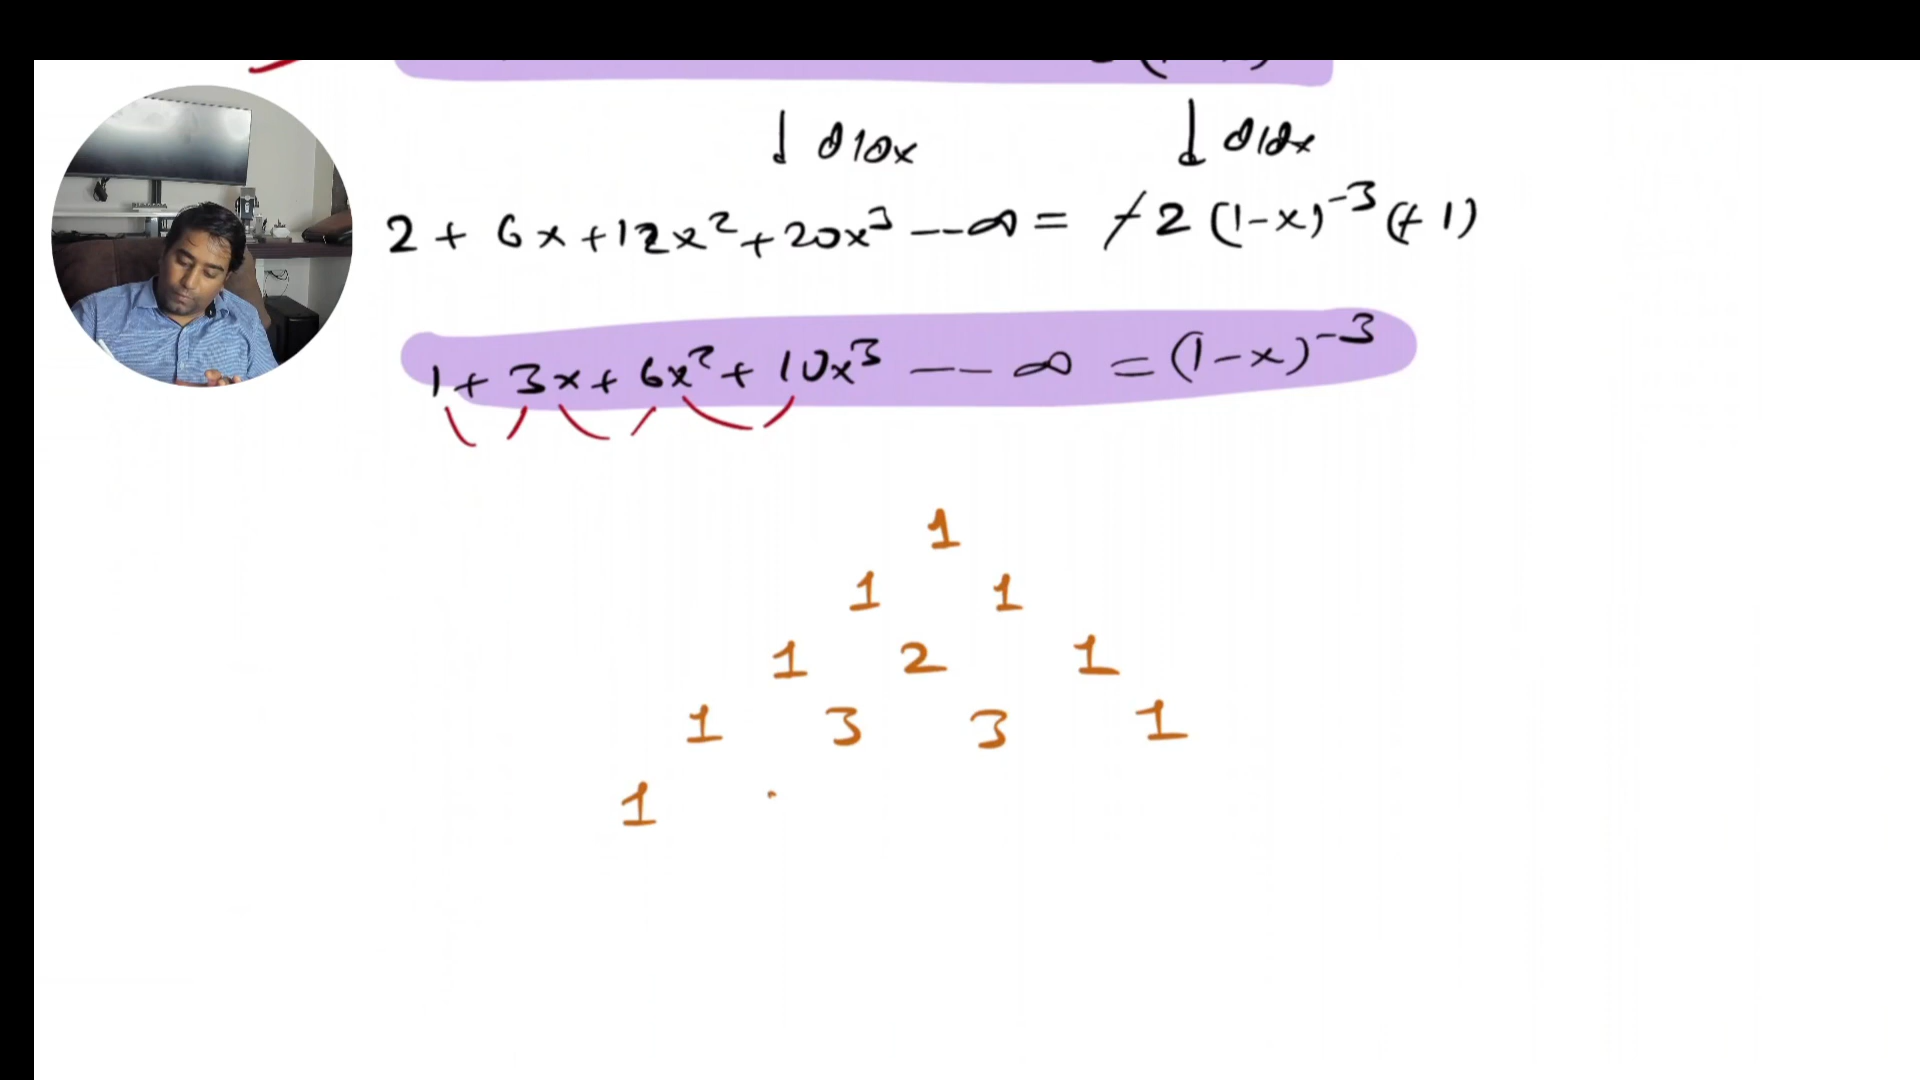 ↓ d/dx ↓ d/dx
2 + 6x + 12x² + 20x³ -- ∞ = -2 (1-x)⁻³ (-1)
1 + 3x + 6x² + 10x³ -- ∞ = (1-x)⁻³
1
1 1
1 2 1
1 3 3 1
1